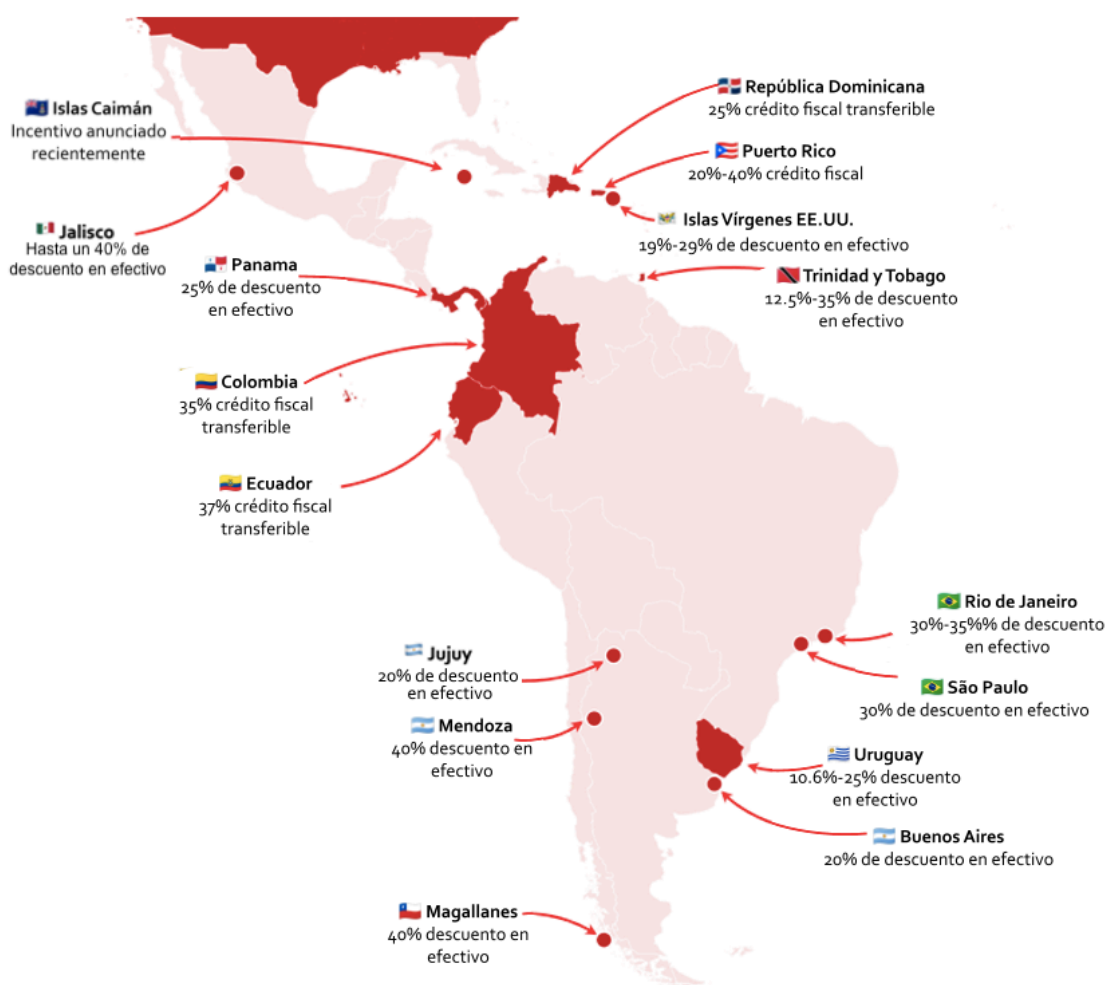 Islas Caimán
Incentivo anunciado
recientemente
República Dominicana
25% crédito fiscal transferible
Puerto Rico
20%-40% crédito fiscal
Islas Vírgenes EE.UU.
19%-29% de descuento en efectivo
Jalisco
Hasta un 40% de
descuento en efectivo
Panama
25% de descuento
en efectivo
Trinidad y Tobago
12.5%-35% de descuento
en efectivo
Colombia
35% crédito fiscal
transferible
Ecuador
37% crédito fiscal
transferible
Rio de Janeiro
30%-35%% de descuento
en efectivo
Jujuy
20% de descuento
en efectivo
São Paulo
30% de descuento en efectivo
Mendoza
40% descuento en
efectivo
Uruguay
10.6%-25% descuento
en efectivo
Buenos Aires
20% de descuento en efectivo
Magallanes
40% descuento en
efectivo